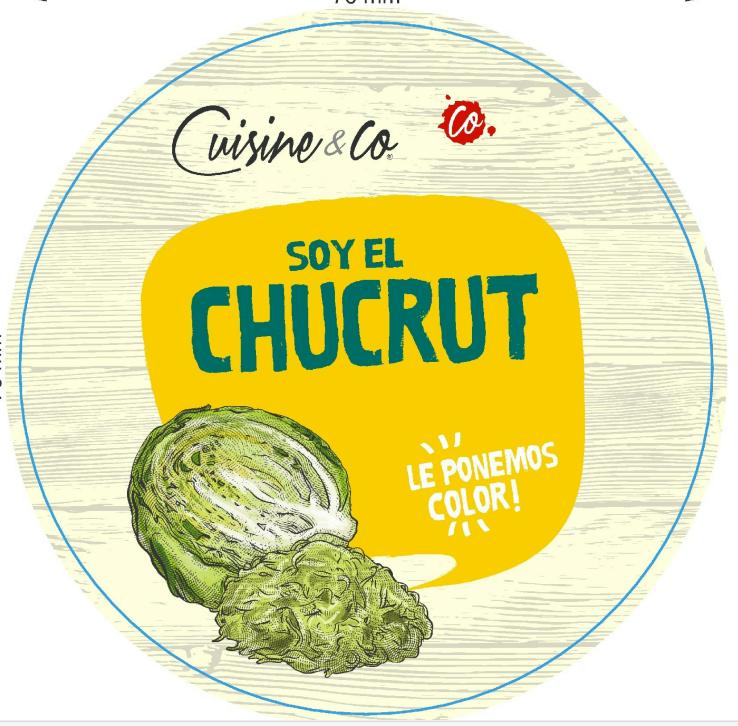 Cuisine & Co®
Co.
SOY EL
CHUCRUT
LE PONEMOS
COLOR!